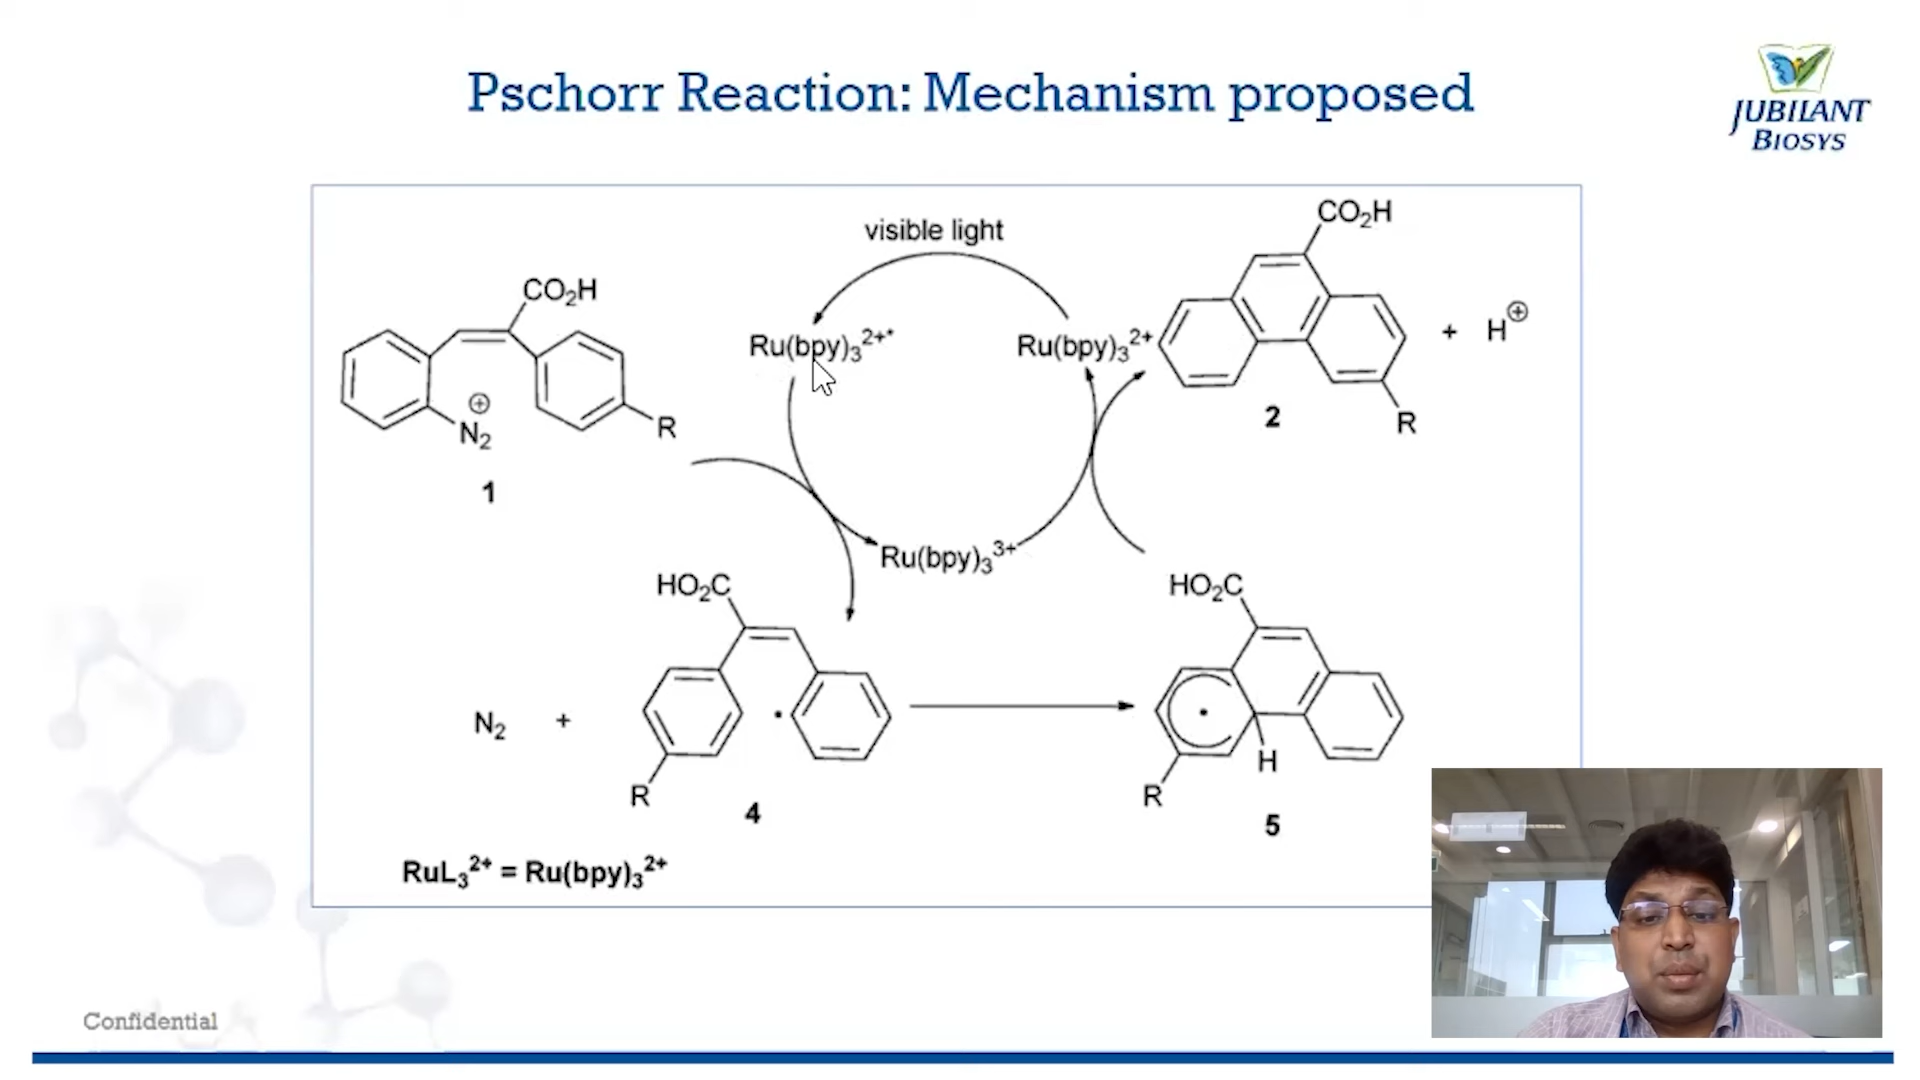 Pschorr Reaction: Mechanism proposed
JUBILANT
BIOSYS
visible light
CO₂H
CO₂H
Ru(bpy)₃²⁺*
Ru(bpy)₃²⁺
+ H⊕
⊕
N₂
R
R
1
2
Ru(bpy)₃³⁺
HO₂C
HO₂C
N₂ +
H
R
R
4
5
RuL₃²⁺ = Ru(bpy)₃²⁺
Confidential